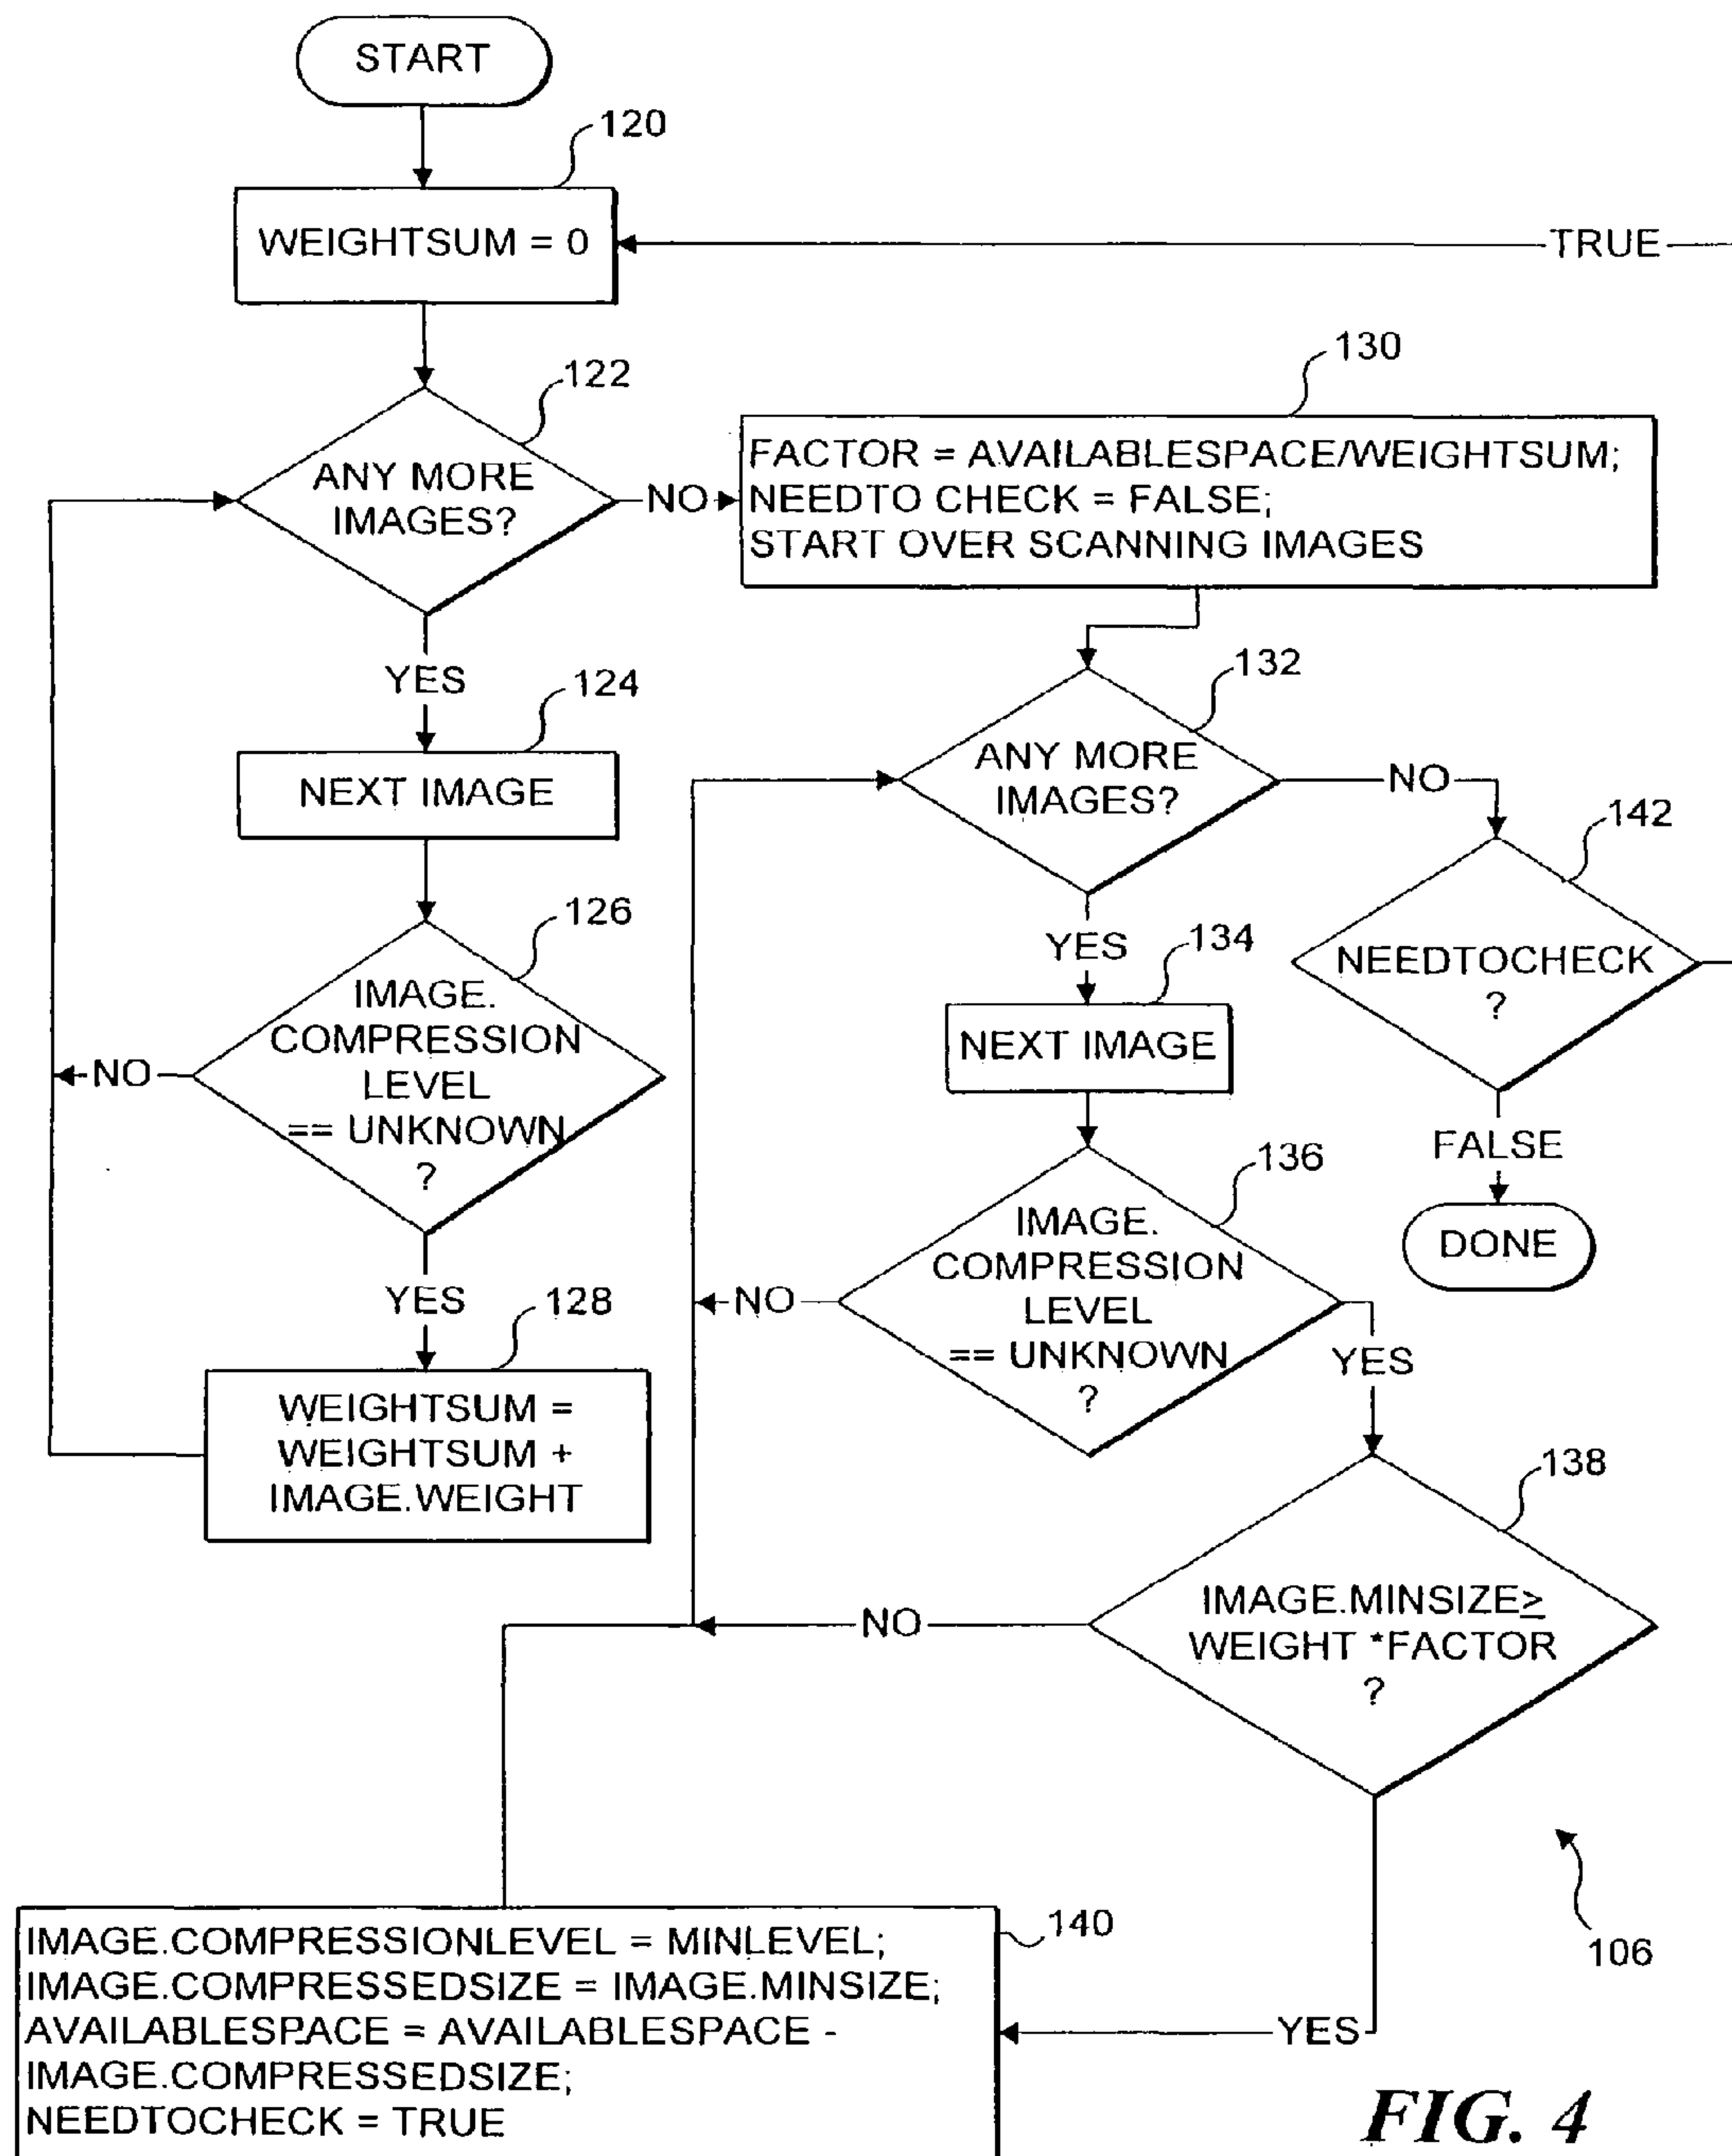 START
120
WEIGHTSUM = 0
TRUE
122
ANY MORE
IMAGES?
NO
130
FACTOR = AVAILABLESPACE/WEIGHTSUM;
NEEDTO CHECK = FALSE;
START OVER SCANNING IMAGES
YES
124
NEXT IMAGE
126
IMAGE.
COMPRESSION
LEVEL
== UNKNOWN
?
NO
YES
128
WEIGHTSUM =
WEIGHTSUM +
IMAGE.WEIGHT
132
ANY MORE
IMAGES?
NO
142
NEEDTOCHECK
?
FALSE
DONE
YES
134
NEXT IMAGE
136
IMAGE.
COMPRESSION
LEVEL
== UNKNOWN
?
NO
YES
138
IMAGE.MINSIZE≥
WEIGHT *FACTOR
?
NO
YES
140
IMAGE.COMPRESSIONLEVEL = MINLEVEL;
IMAGE.COMPRESSEDSIZE = IMAGE.MINSIZE;
AVAILABLESPACE = AVAILABLESPACE -
IMAGE.COMPRESSEDSIZE;
NEEDTOCHECK = TRUE
106
FIG. 4